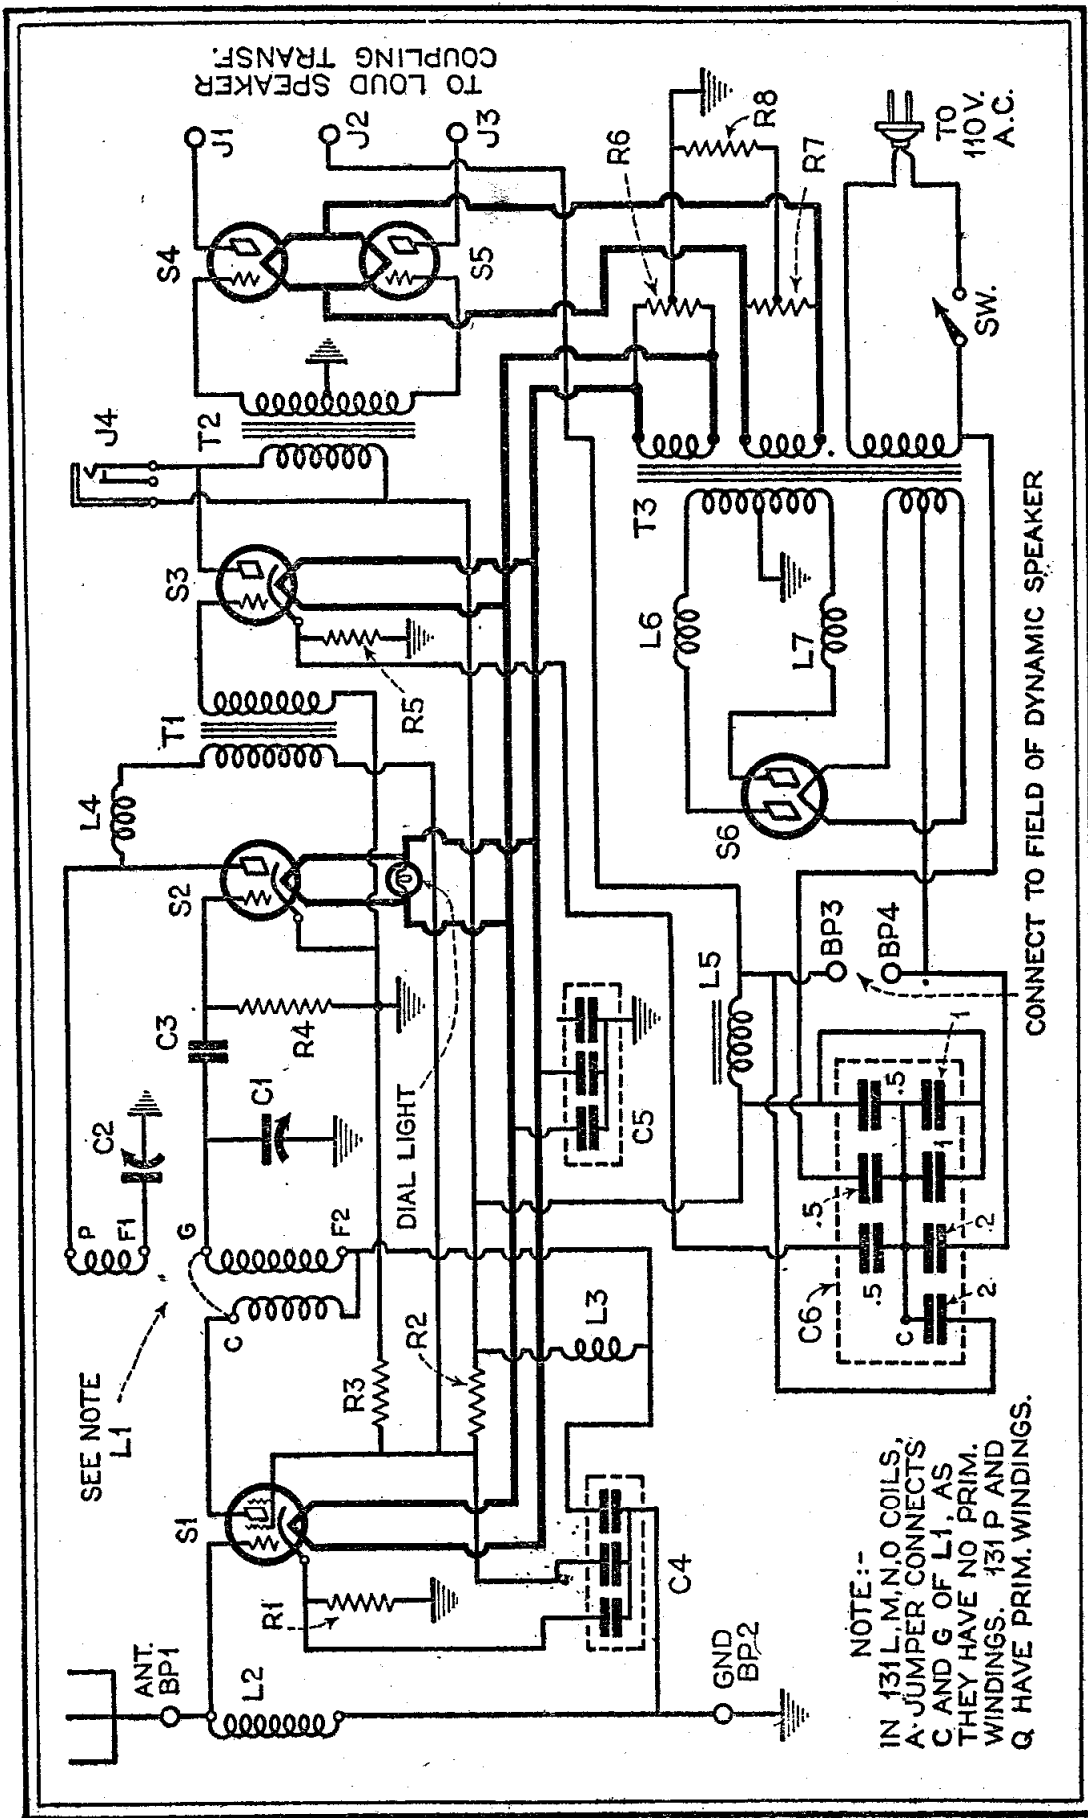 TO LOUD SPEAKER
COUPLING TRANSF.
ANT.
BP1
L2
R1
S1
SEE NOTE
L1
C
G
P
F1
F2
C2
C1
C3
R4
R3
R2
L3
DIAL LIGHT
S2
L4
T1
S3
R5
J4
T2
S4
S5
J1
J2
J3
R6
R8
R7
TO
110 V.
A.C.
SW.
T3
L6
L7
S6
L5
BP3
BP4
C5
C4
C6
.5
.5
.5
1
1
2
2
C
GND
BP2
CONNECT TO FIELD OF DYNAMIC SPEAKER
NOTE:-
IN 131L,M,N,O COILS,
A JUMPER CONNECTS
C AND G OF L1, AS
THEY HAVE NO PRIM.
WINDINGS. 131 P AND
Q HAVE PRIM. WINDINGS.